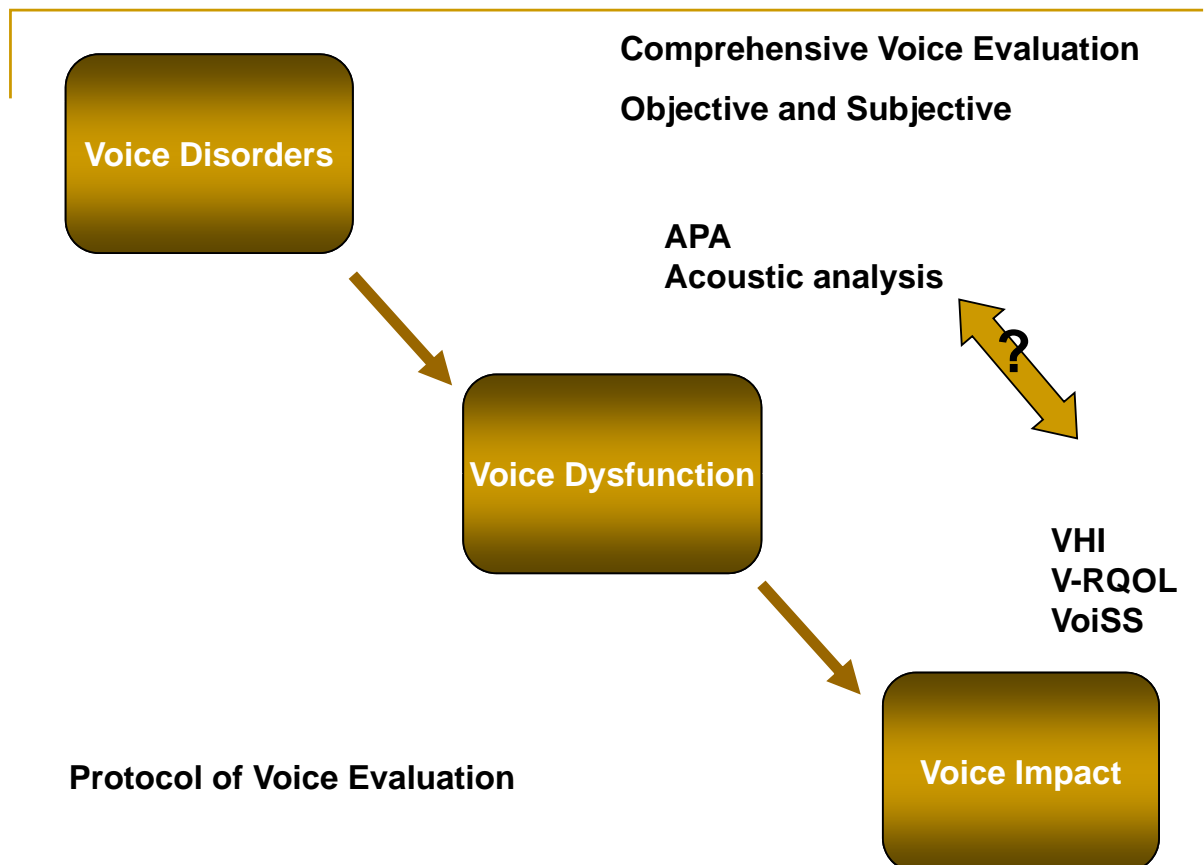 Comprehensive Voice Evaluation
Objective and Subjective
Voice Disorders
APA
Acoustic analysis
?
Voice Dysfunction
VHI
V-RQOL
VoiSS
Protocol of Voice Evaluation
Voice Impact